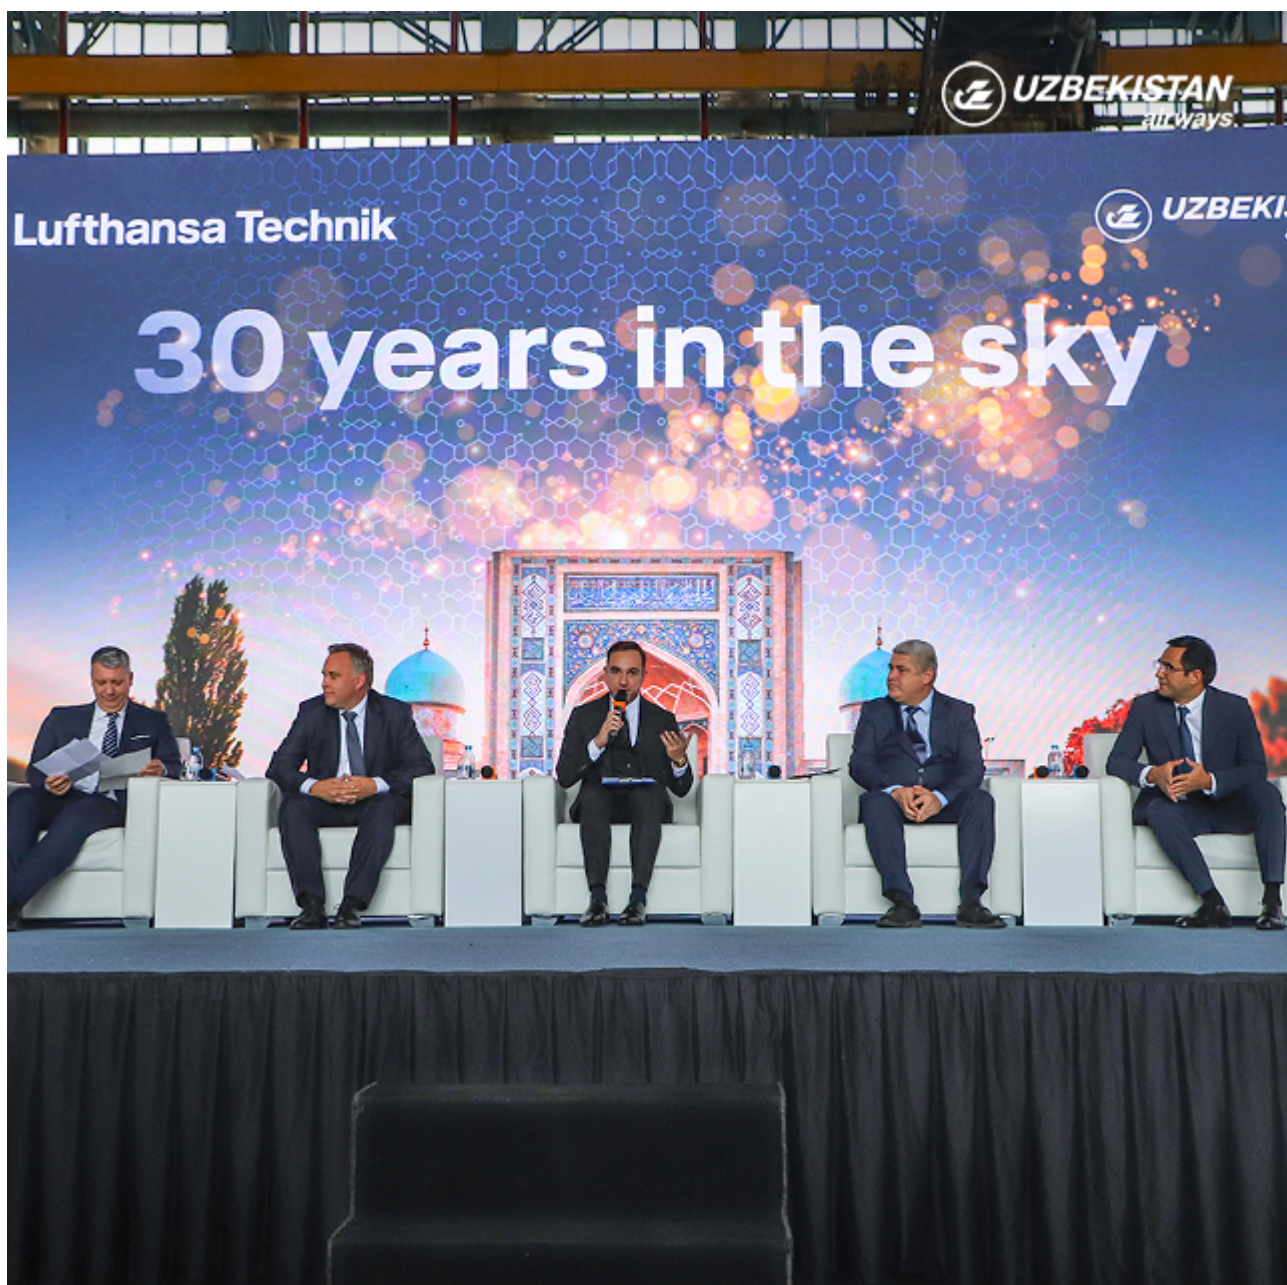 UZBEKISTAN
airways
Lufthansa Technik
UZBEKI
30 years in the sky